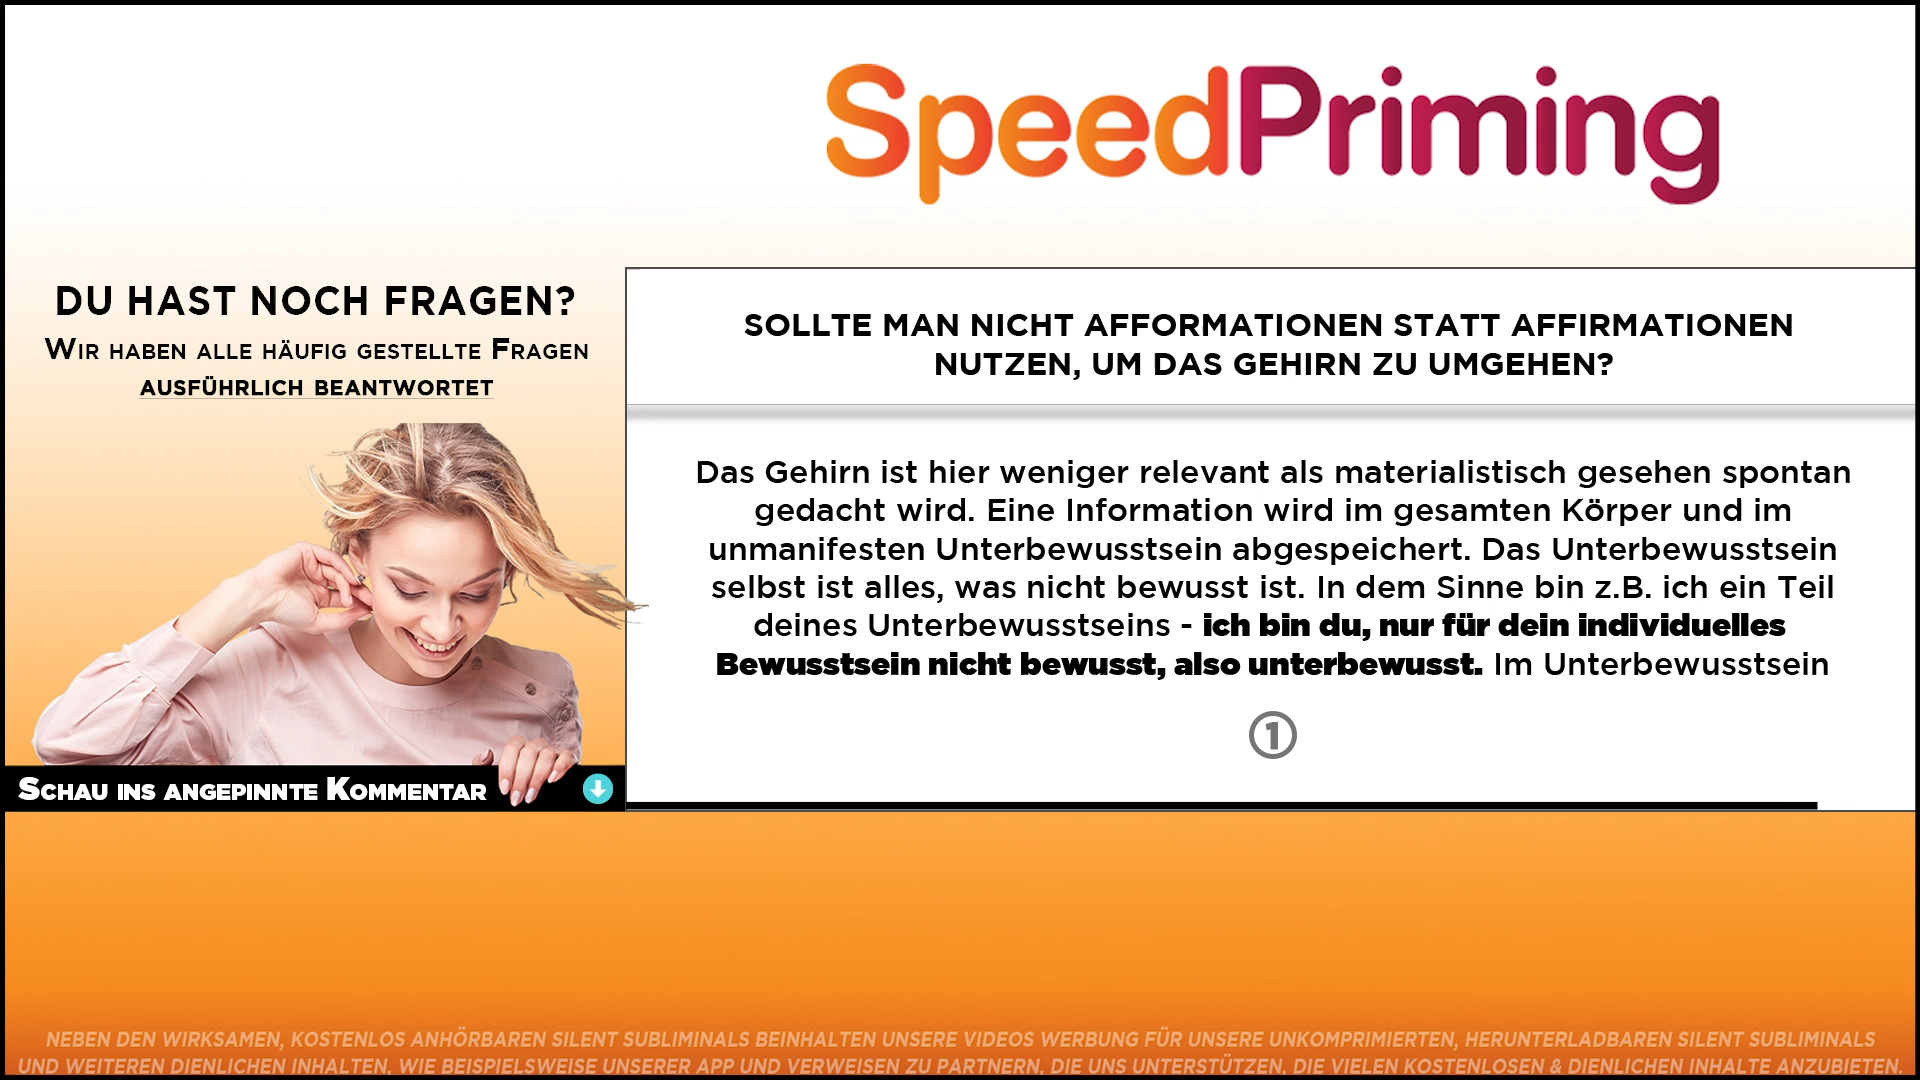 SpeedPriming
DU HAST NOCH FRAGEN?
WIR HABEN ALLE HÄUFIG GESTELLTE FRAGEN
AUSFÜHRLICH BEANTWORTET
SCHAU INS ANGEPINNTE KOMMENTAR
SOLLTE MAN NICHT AFFORMATIONEN STATT AFFIRMATIONEN
NUTZEN, UM DAS GEHIRN ZU UMGEHEN?
Das Gehirn ist hier weniger relevant als materialistisch gesehen spontan
gedacht wird. Eine Information wird im gesamten Körper und im
unmanifesten Unterbewusstsein abgespeichert. Das Unterbewusstsein
selbst ist alles, was nicht bewusst ist. In dem Sinne bin z.B. ich ein Teil
deines Unterbewusstseins - ich bin du, nur für dein individuelles
Bewusstsein nicht bewusst, also unterbewusst. Im Unterbewusstsein
1
NEBEN DEN WIRKSAMEN, KOSTENLOS ANHÖRBAREN SILENT SUBLIMINALS BEINHALTEN UNSERE VIDEOS WERBUNG FÜR UNSERE UNKOMPRIMIERTEN, HERUNTERLADBAREN SILENT SUBLIMINALS
UND WEITEREN DIENLICHEN INHALTEN, WIE BEISPIELSWEISE UNSERER APP UND VERWEISEN ZU PARTNERN, DIE UNS UNTERSTÜTZEN, DIE VIELEN KOSTENLOSEN & DIENLICHEN INHALTE ANZUBIETEN.